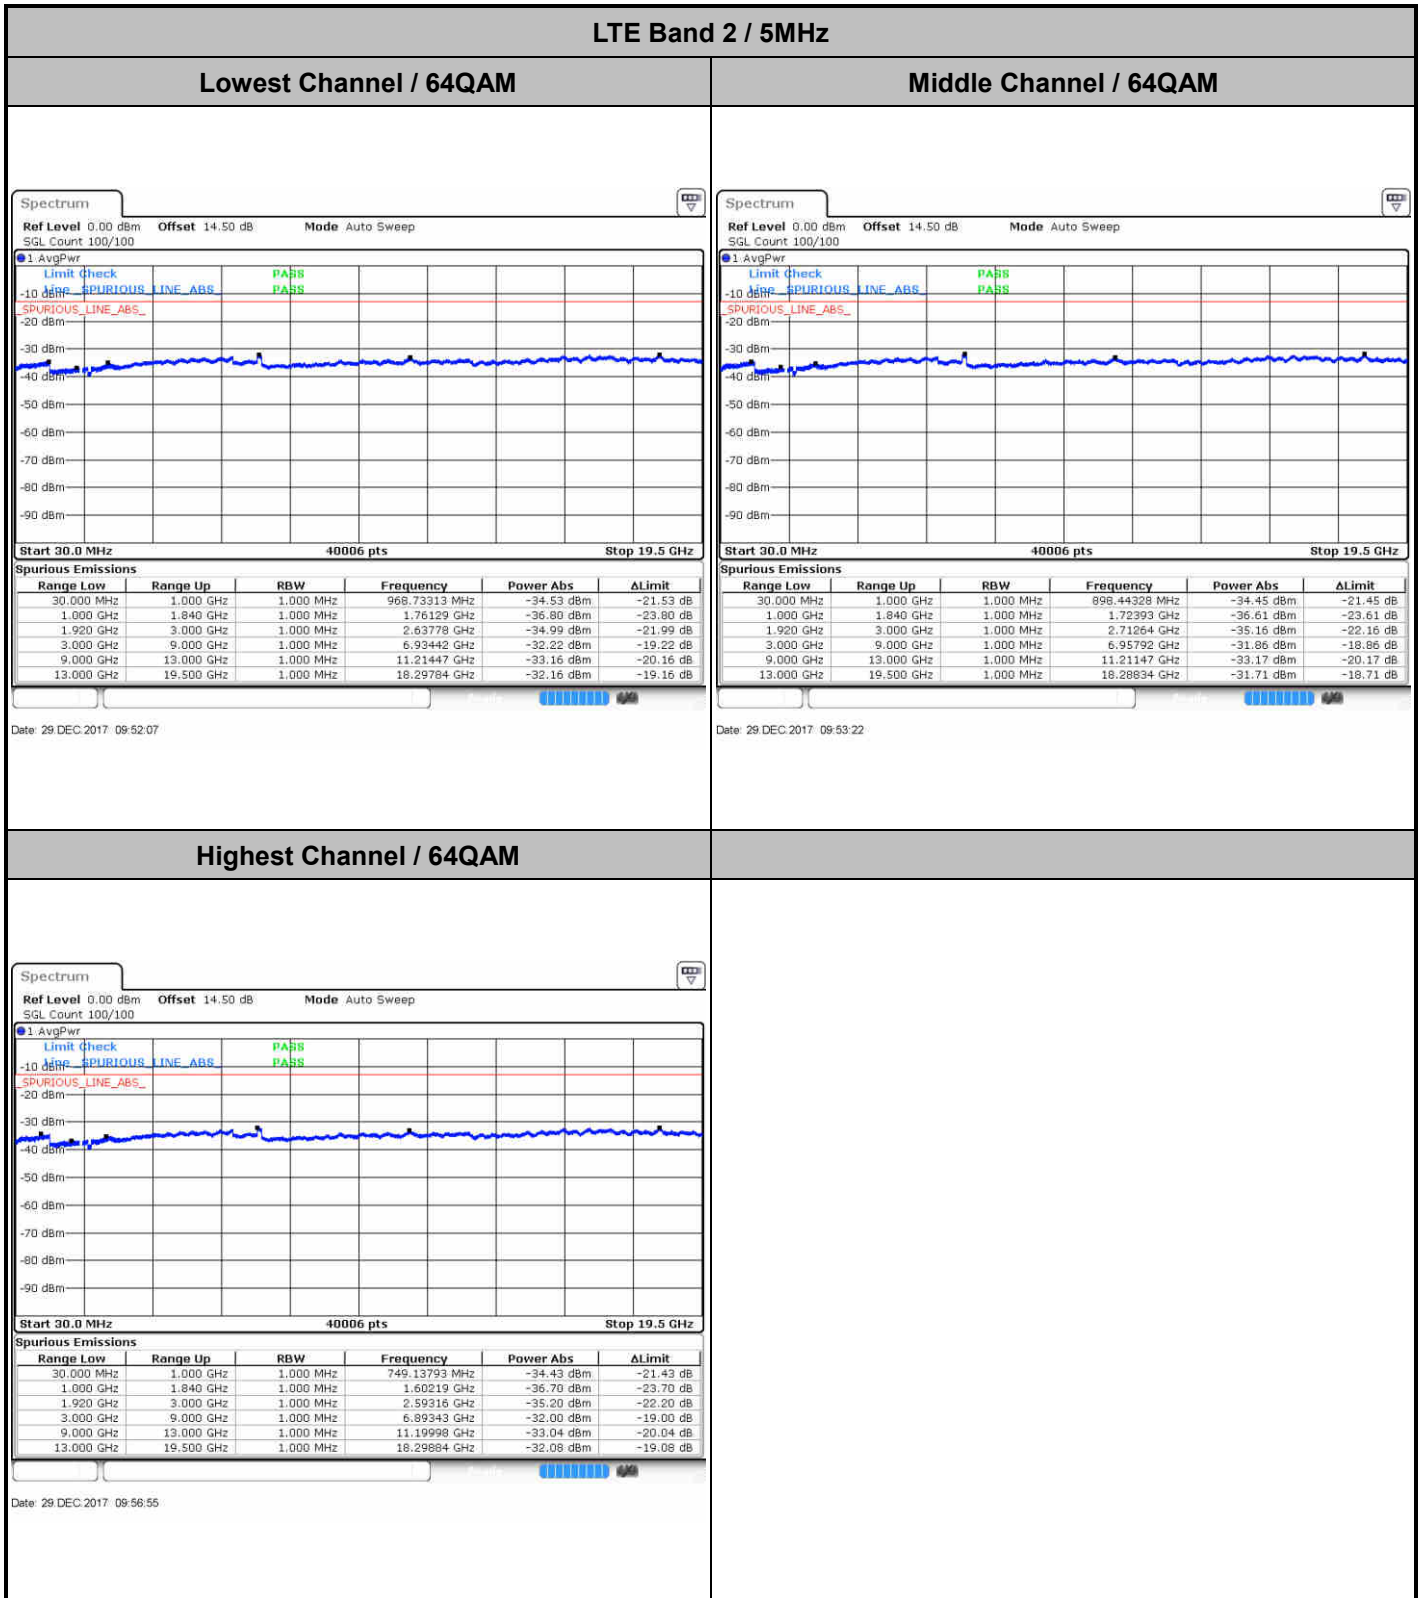 LTE Band 2 / 5MHz
Lowest Channel / 64QAM
Middle Channel / 64QAM
Spectrum
Ref Level 0.00 dBm Offset 14.50 dB Mode Auto Sweep
SGL Count 100/100
1 AvgPwr
Limit Check PASS
-10 dBm Line _SPURIOUS_LINE_ABS_ PASS
_SPURIOUS_LINE_ABS_
-20 dBm
-30 dBm
-40 dBm
-50 dBm
-60 dBm
-70 dBm
-80 dBm
-90 dBm
Start 30.0 MHz 40006 pts Stop 19.5 GHz
Spurious Emissions
Range Low Range Up RBW Frequency Power Abs ΔLimit
30.000 MHz 1.000 GHz 1.000 MHz 968.73313 MHz -34.53 dBm -21.53 dB
1.000 GHz 1.840 GHz 1.000 MHz 1.76129 GHz -36.80 dBm -23.80 dB
1.920 GHz 3.000 GHz 1.000 MHz 2.63778 GHz -34.99 dBm -21.99 dB
3.000 GHz 9.000 GHz 1.000 MHz 6.93442 GHz -32.22 dBm -19.22 dB
9.000 GHz 13.000 GHz 1.000 MHz 11.21447 GHz -33.16 dBm -20.16 dB
13.000 GHz 19.500 GHz 1.000 MHz 18.29784 GHz -32.16 dBm -19.16 dB
Date: 29.DEC.2017 09:52:07
Spectrum
Ref Level 0.00 dBm Offset 14.50 dB Mode Auto Sweep
SGL Count 100/100
1 AvgPwr
Limit Check PASS
-10 dBm Line _SPURIOUS_LINE_ABS_ PASS
_SPURIOUS_LINE_ABS_
-20 dBm
-30 dBm
-40 dBm
-50 dBm
-60 dBm
-70 dBm
-80 dBm
-90 dBm
Start 30.0 MHz 40006 pts Stop 19.5 GHz
Spurious Emissions
Range Low Range Up RBW Frequency Power Abs ΔLimit
30.000 MHz 1.000 GHz 1.000 MHz 898.44328 MHz -34.45 dBm -21.45 dB
1.000 GHz 1.840 GHz 1.000 MHz 1.72393 GHz -36.61 dBm -23.61 dB
1.920 GHz 3.000 GHz 1.000 MHz 2.71264 GHz -35.16 dBm -22.16 dB
3.000 GHz 9.000 GHz 1.000 MHz 6.95792 GHz -31.86 dBm -18.86 dB
9.000 GHz 13.000 GHz 1.000 MHz 11.21147 GHz -33.17 dBm -20.17 dB
13.000 GHz 19.500 GHz 1.000 MHz 18.28834 GHz -31.71 dBm -18.71 dB
Date: 29.DEC.2017 09:53:22
Highest Channel / 64QAM
Spectrum
Ref Level 0.00 dBm Offset 14.50 dB Mode Auto Sweep
SGL Count 100/100
1 AvgPwr
Limit Check PASS
-10 dBm Line _SPURIOUS_LINE_ABS_ PASS
_SPURIOUS_LINE_ABS_
-20 dBm
-30 dBm
-40 dBm
-50 dBm
-60 dBm
-70 dBm
-80 dBm
-90 dBm
Start 30.0 MHz 40006 pts Stop 19.5 GHz
Spurious Emissions
Range Low Range Up RBW Frequency Power Abs ΔLimit
30.000 MHz 1.000 GHz 1.000 MHz 749.13793 MHz -34.43 dBm -21.43 dB
1.000 GHz 1.840 GHz 1.000 MHz 1.60219 GHz -36.70 dBm -23.70 dB
1.920 GHz 3.000 GHz 1.000 MHz 2.59316 GHz -35.20 dBm -22.20 dB
3.000 GHz 9.000 GHz 1.000 MHz 6.89343 GHz -32.00 dBm -19.00 dB
9.000 GHz 13.000 GHz 1.000 MHz 11.19998 GHz -33.04 dBm -20.04 dB
13.000 GHz 19.500 GHz 1.000 MHz 18.29884 GHz -32.08 dBm -19.08 dB
Date: 29.DEC.2017 09:56:55